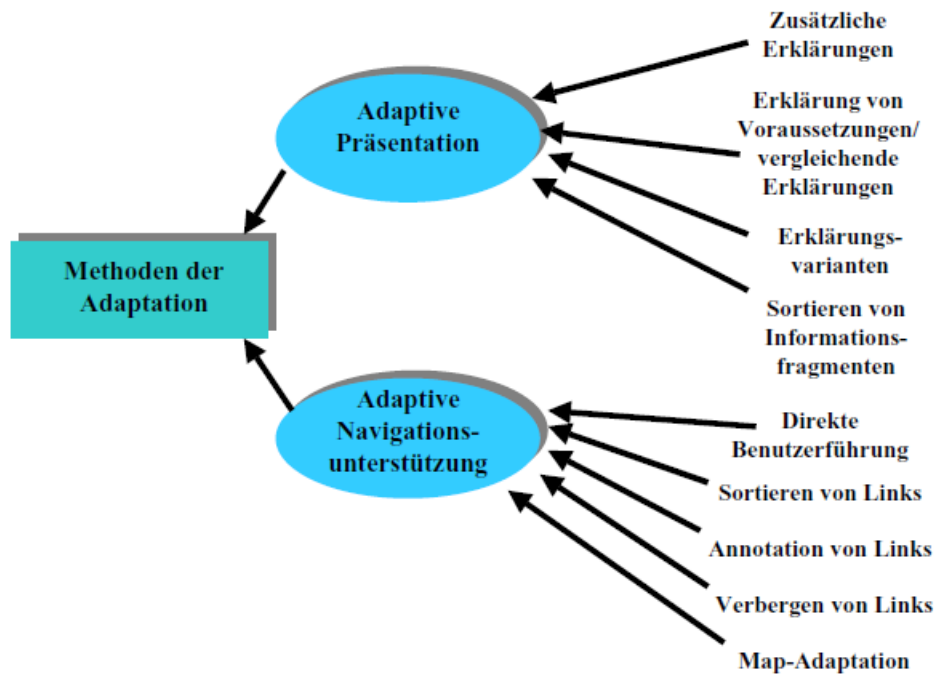 Zusätzliche
Erklärungen
Adaptive
Präsentation
Erklärung von
Voraussetzungen/
vergleichende
Erklärungen
Erklärungs-
varianten
Methoden der
Adaptation
Sortieren von
Informations-
fragmenten
Adaptive
Navigations-
unterstützung
Direkte
Benutzerführung
Sortieren von Links
Annotation von Links
Verbergen von Links
Map-Adaptation